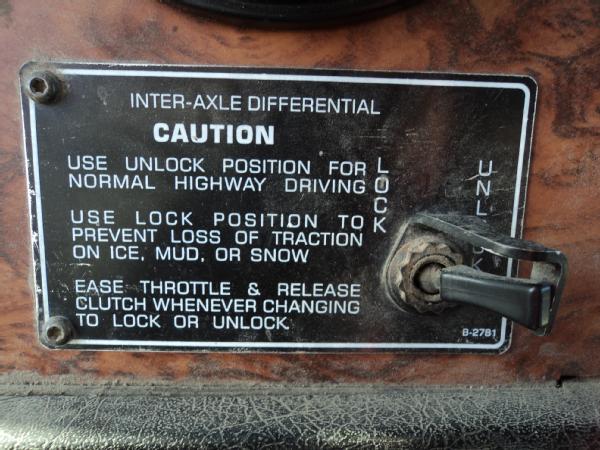 INTER-AXLE DIFFERENTIAL
CAUTION
USE UNLOCK POSITION FOR
NORMAL HIGHWAY DRIVING
USE LOCK POSITION TO
PREVENT LOSS OF TRACTION
ON ICE, MUD, OR SNOW
EASE THROTTLE & RELEASE
CLUTCH WHENEVER CHANGING
TO LOCK OR UNLOCK.
LOCK
B-2781